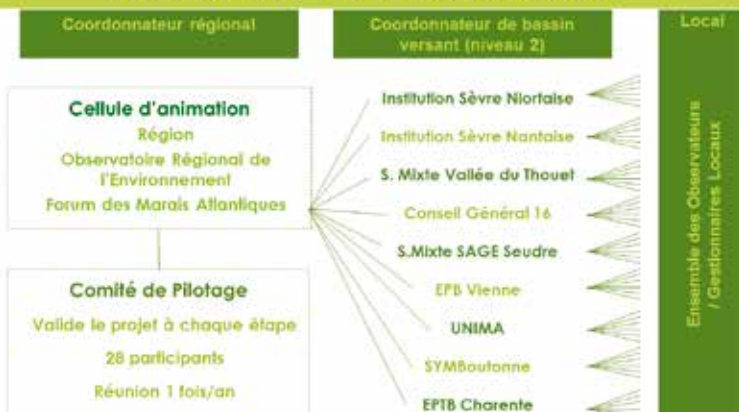 Coordonnateur régional
Coordonnateur de bassin
versant (niveau 2)
Local
Cellule d'animation
Région
Observatoire Régional de
l'Environnement
Forum des Marais Atlantiques
Comité de Pilotage
Valide le projet à chaque étape
28 participants
Réunion 1 fois/an
Institution Sèvre Niortaise
Institution Sèvre Nantaise
S. Mixte Vallée du Thouet
Conseil Général 16
S.Mixte SAGE Seudre
EPB Vienne
UNIMA
SYMBoutonne
EPTB Charente
Ensemble des Observateurs
/ Gestionnaires Locaux